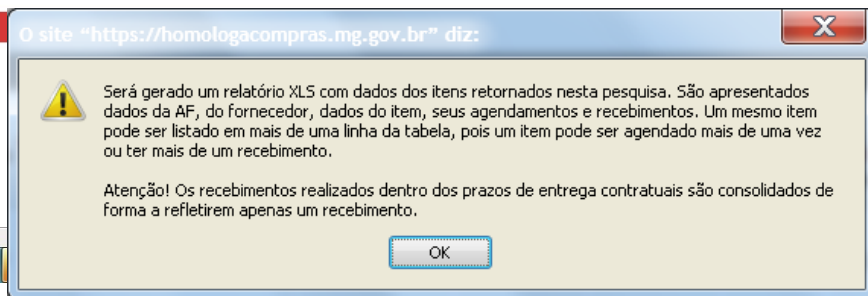 O site “https://homologacompras.mg.gov.br” diz:
Será gerado um relatório XLS com dados dos itens retornados nesta pesquisa. São apresentados
dados da AF, do fornecedor, dados do item, seus agendamentos e recebimentos. Um mesmo item
pode ser listado em mais de uma linha da tabela, pois um item pode ser agendado mais de uma vez
ou ter mais de um recebimento.
Atenção! Os recebimentos realizados dentro dos prazos de entrega contratuais são consolidados de
forma a refletirem apenas um recebimento.
OK